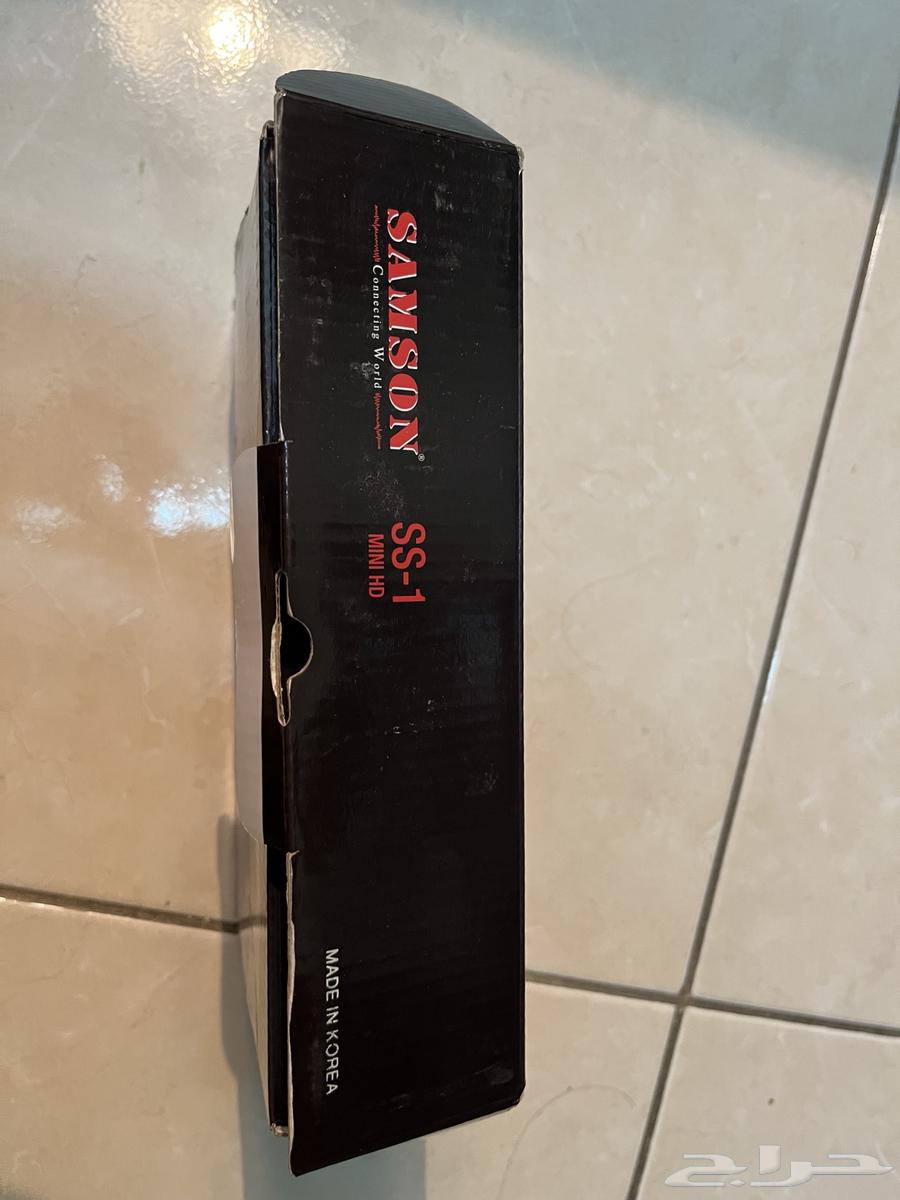 SAMSON®
Connecting World
SS-1
MINI HD
MADE IN KOREA
حراج